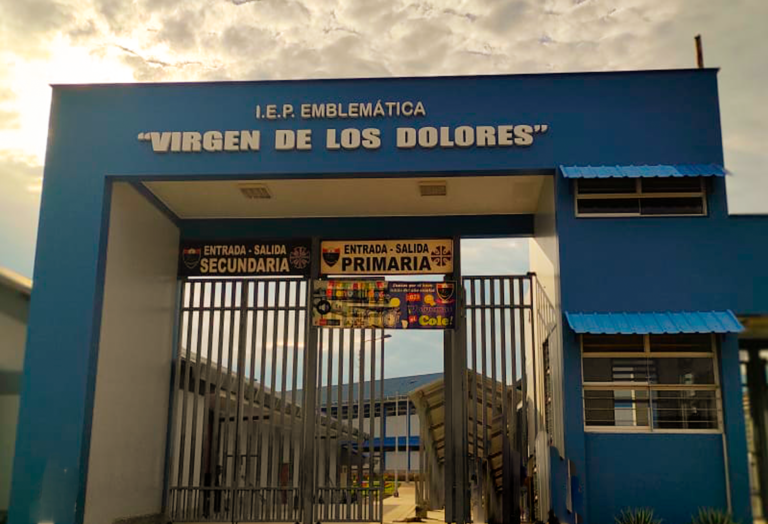 I.E.P. EMBLEMÁTICA
"VIRGEN DE LOS DOLORES"
ENTRADA - SALIDA
SECUNDARIA
ENTRADA - SALIDA
PRIMARIA
Cole